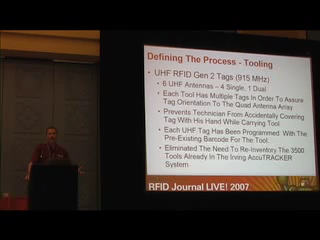 Defining The Process - Tooling
• UHF RFID Gen 2 Tags (915 MHz)
• 6 UHF Antennas – 4 Single, 1 Dual
• Each Tool Has Multiple Tags In Order To Assure
Tag Orientation To The Quad Antenna Array
• Prevents Technician From Accidentally Covering
Tag With His Hand While Carrying Tool
• Each UHF Tag Has Been Programmed With The
Pre-Existing Barcode For The Tool.
• Eliminated The Need To Re-Inventory The 3500
Tools Already In The Irving AccuTRACKER
System
RFID Journal LIVE! 2007